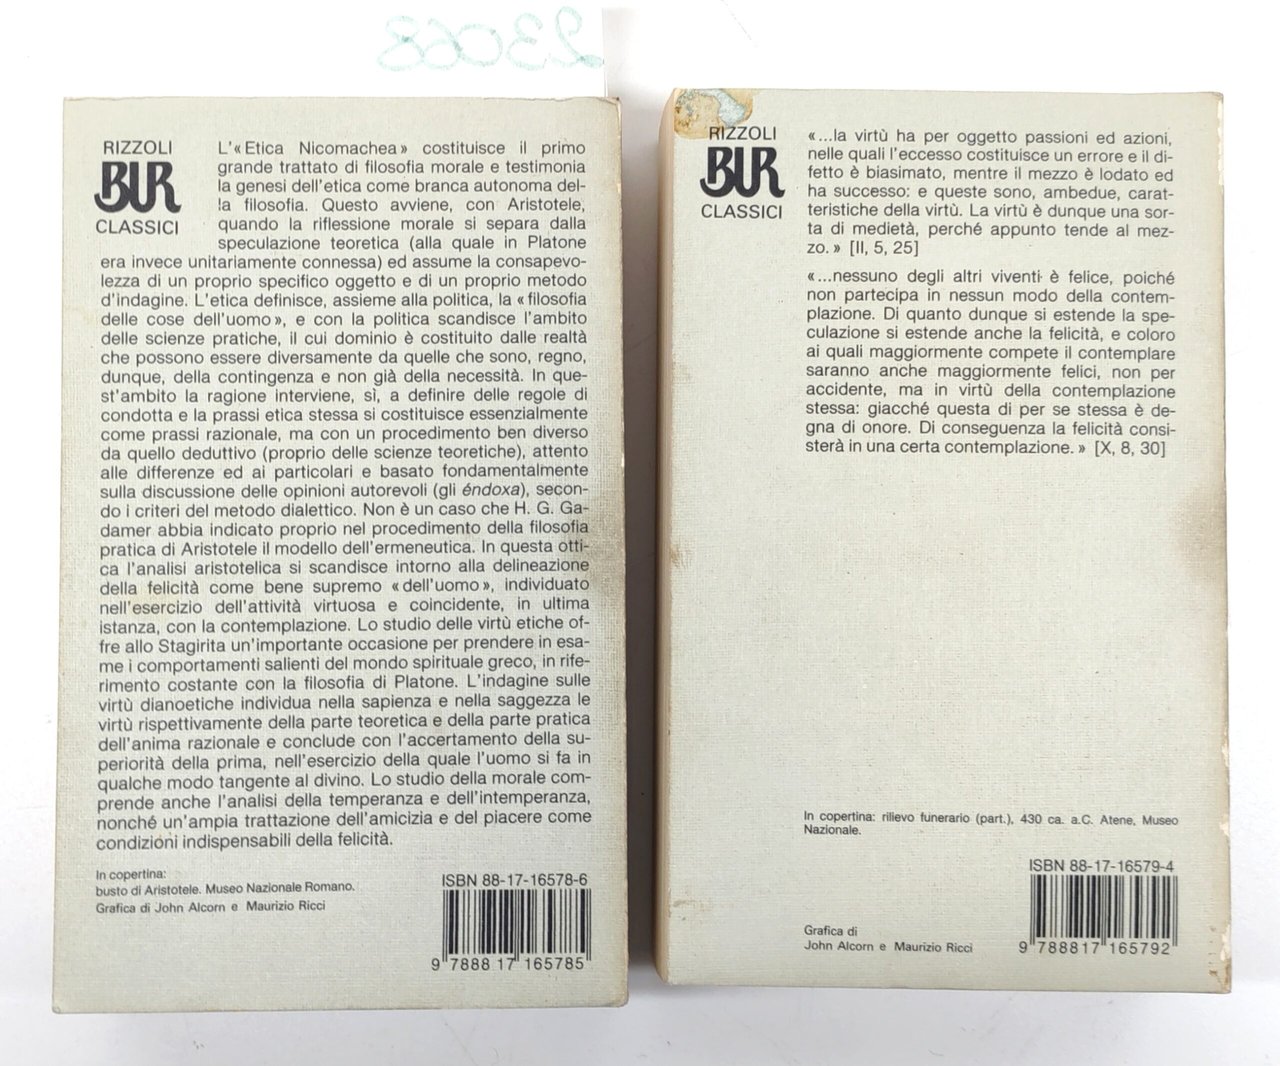 23068
RIZZOLI
BUR
CLASSICI
L'«Etica Nicomachea» costituisce il primo
grande trattato di filosofia morale e testimonia
la genesi dell'etica come branca autonoma del-
la filosofia. Questo avviene, con Aristotele,
quando la riflessione morale si separa dalla
speculazione teoretica (alla quale in Platone
era invece unitariamente connessa) ed assume la consapevo-
lezza di un proprio specifico oggetto e di un proprio metodo
d'indagine. L'etica definisce, assieme alla politica, la «filosofia
delle cose dell'uomo», e con la politica scandisce l'ambito
delle scienze pratiche, il cui dominio è costituito dalle realtà
che possono essere diversamente da quelle che sono, regno,
dunque, della contingenza e non già della necessità. In que-
st'ambito la ragione interviene, sì, a definire delle regole di
condotta e la prassi etica stessa si costituisce essenzialmente
come prassi razionale, ma con un procedimento ben diverso
da quello deduttivo (proprio delle scienze teoretiche), attento
alle differenze ed ai particolari e basato fondamentalmente
sulla discussione delle opinioni autorevoli (gli éndoxa), secon-
do i criteri del metodo dialettico. Non è un caso che H. G. Ga-
damer abbia indicato proprio nel procedimento della filosofia
pratica di Aristotele il modello dell'ermeneutica. In questa otti-
ca l'analisi aristotelica si scandisce intorno alla delineazione
della felicità come bene supremo «dell'uomo», individuato
nell'esercizio dell'attività virtuosa e coincidente, in ultima
istanza, con la contemplazione. Lo studio delle virtù etiche of-
fre allo Stagirita un'importante occasione per prendere in esa-
me i comportamenti salienti del mondo spirituale greco, in rife-
rimento costante con la filosofia di Platone. L'indagine sulle
virtù dianoetiche individua nella sapienza e nella saggezza le
virtù rispettivamente della parte teoretica e della parte pratica
dell'anima razionale e conclude con l'accertamento della su-
periorità della prima, nell'esercizio della quale l'uomo si fa in
qualche modo tangente al divino. Lo studio della morale com-
prende anche l'analisi della temperanza e dell'intemperanza,
nonché un'ampia trattazione dell'amicizia e del piacere come
condizioni indispensabili della felicità.
In copertina:
busto di Aristotele. Museo Nazionale Romano.
Grafica di John Alcorn e Maurizio Ricci
ISBN 88-17-16578-6
9 788817 165785
RIZZOLI
BUR
CLASSICI
«...la virtù ha per oggetto passioni ed azioni,
nelle quali l'eccesso costituisce un errore e il di-
fetto è biasimato, mentre il mezzo è lodato ed
ha successo: e queste sono, ambedue, carat-
teristiche della virtù. La virtù è dunque una sor-
ta di medietà, perché appunto tende al mez-
zo.» [II, 5, 25]
«...nessuno degli altri viventi è felice, poiché
non partecipa in nessun modo della contem-
plazione. Di quanto dunque si estende la spe-
culazione si estende anche la felicità, e coloro
ai quali maggiormente compete il contemplare
saranno anche maggiormente felici, non per
accidente, ma in virtù della contemplazione
stessa: giacché questa di per se stessa è de-
gna di onore. Di conseguenza la felicità consi-
sterà in una certa contemplazione.» [X, 8, 30]
In copertina: rilievo funerario (part.), 430 ca. a.C. Atene, Museo
Nazionale.
ISBN 88-17-16579-4
Grafica di
John Alcorn e Maurizio Ricci
9 788817 165792